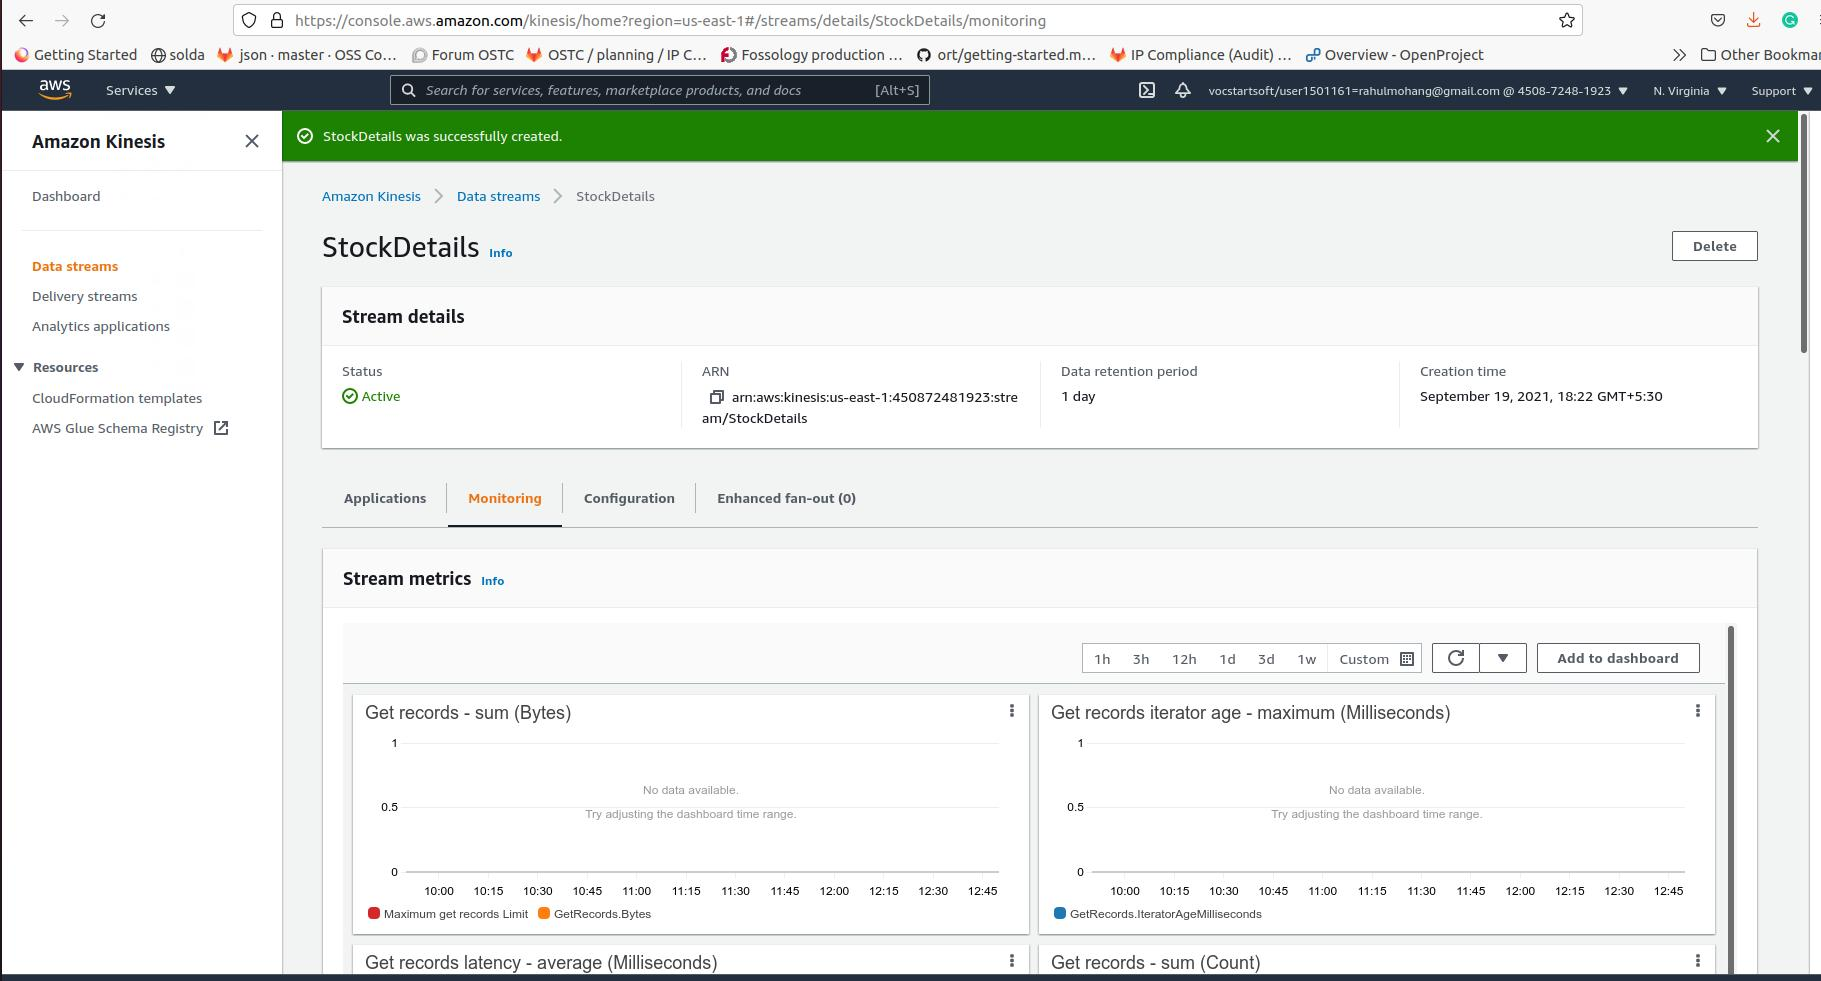 https://console.aws.amazon.com/kinesis/home?region=us-east-1#/streams/details/StockDetails/monitoring
Getting Started solda json · master · OSS Co… Forum OSTC OSTC / planning / IP C… Fossology production … ort/getting-started.m… IP Compliance (Audit) … Overview - OpenProject Other Bookmar
aws Services Search for services, features, marketplace products, and docs [Alt+S] vocstartsoft/user1501161=rahulmohang@gmail.com @ 4508-7248-1923 N. Virginia Support
Amazon Kinesis
Dashboard
Data streams
Delivery streams
Analytics applications
Resources
CloudFormation templates
AWS Glue Schema Registry
StockDetails was successfully created.
Amazon Kinesis Data streams StockDetails
StockDetails Info
Delete
Stream details
Status
Active
ARN
arn:aws:kinesis:us-east-1:450872481923:stre
am/StockDetails
Data retention period
1 day
Creation time
September 19, 2021, 18:22 GMT+5:30
Applications Monitoring Configuration Enhanced fan-out (0)
Stream metrics Info
1h 3h 12h 1d 3d 1w Custom Add to dashboard
Get records - sum (Bytes)
1
No data available.
0.5
Try adjusting the dashboard time range.
0
10:00 10:15 10:30 10:45 11:00 11:15 11:30 11:45 12:00 12:15 12:30 12:45
Maximum get records Limit GetRecords.Bytes
Get records iterator age - maximum (Milliseconds)
1
No data available.
0.5
Try adjusting the dashboard time range.
0
10:00 10:15 10:30 10:45 11:00 11:15 11:30 11:45 12:00 12:15 12:30 12:45
GetRecords.IteratorAgeMilliseconds
Get records latency - average (Milliseconds)
Get records - sum (Count)